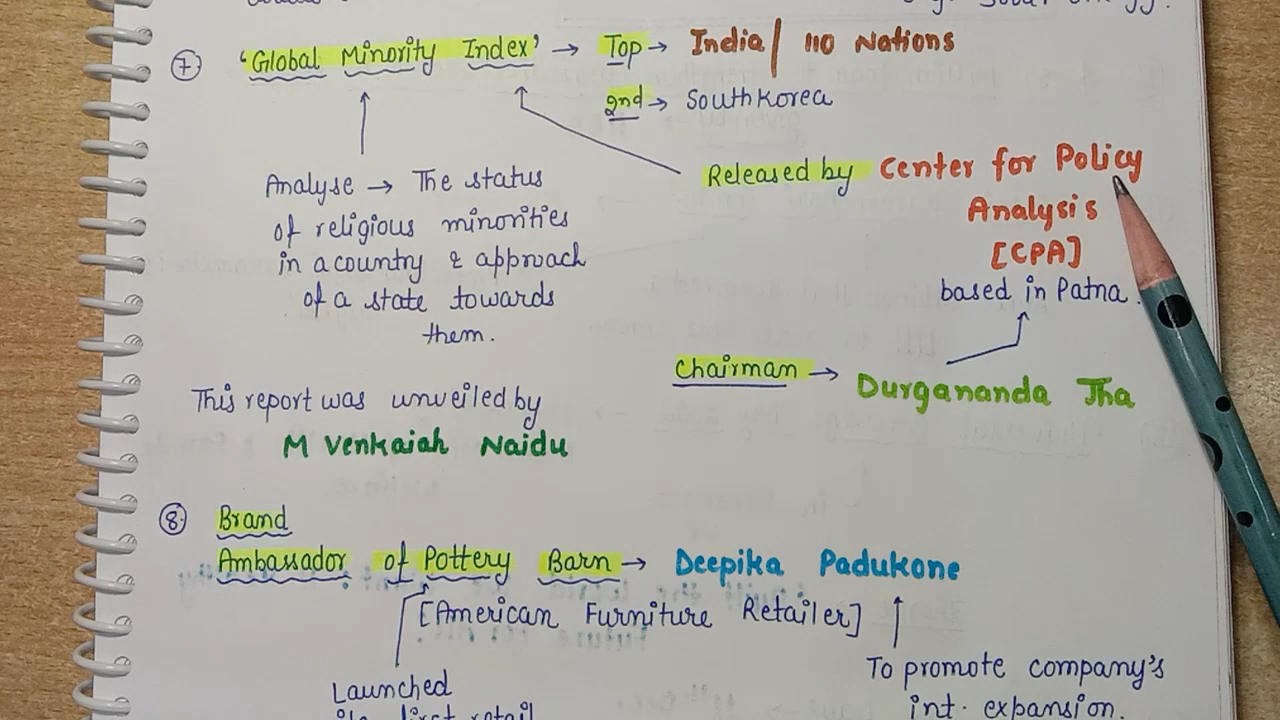 7 'Global Minority Index' → Top → India / 110 Nations
2nd → South Korea
Released by Center for Policy
Analysis
[CPA]
based in Patna.
Analyse → The status
of religious minorities
in a country & approach
of a state towards
them.
Chairman → Durgananda Jha
This report was unveiled by
M Venkaiah Naidu
8. Brand
Ambassador of Pottery Barn → Deepika Padukone
[American Furniture Retailer]
Launched
first retail
To promote company's
int. expansion.